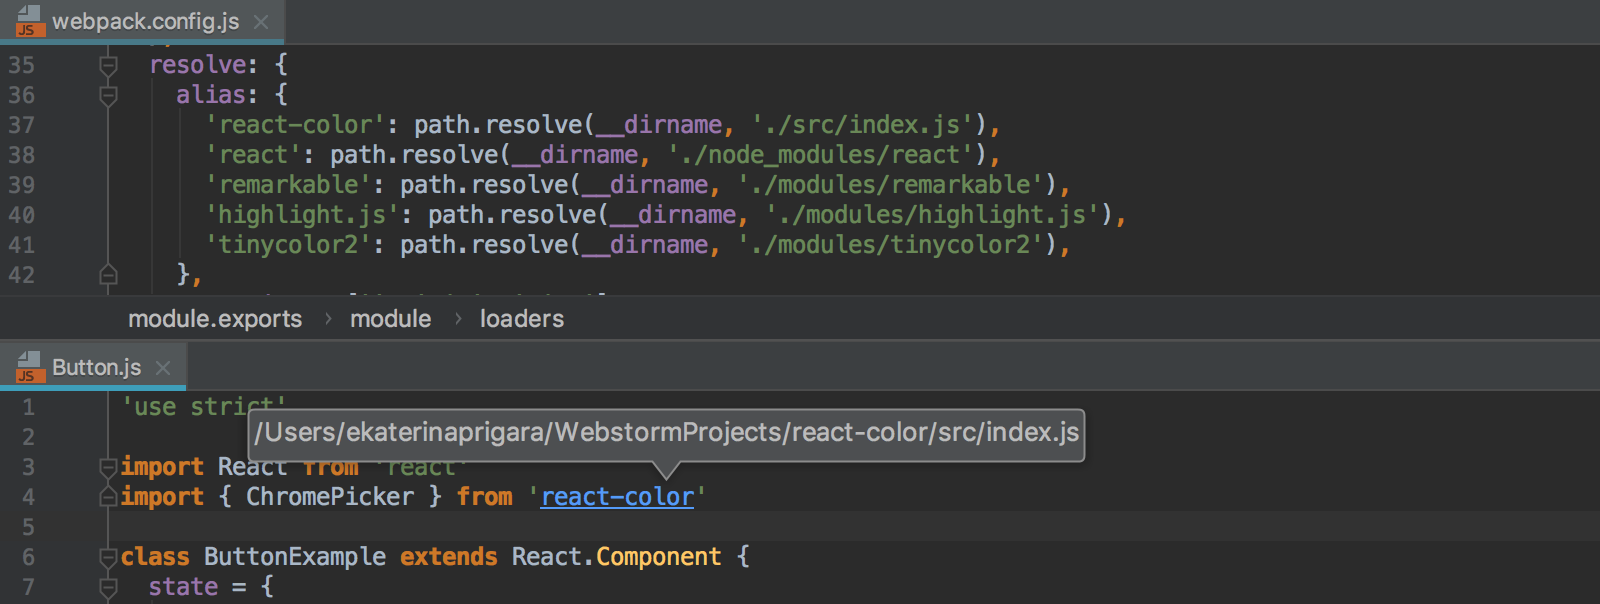 JS webpack.config.js
35 resolve: {
36 alias: {
37 'react-color': path.resolve(__dirname, './src/index.js'),
38 'react': path.resolve(__dirname, './node_modules/react'),
39 'remarkable': path.resolve(__dirname, './modules/remarkable'),
40 'highlight.js': path.resolve(__dirname, './modules/highlight.js'),
41 'tinycolor2': path.resolve(__dirname, './modules/tinycolor2'),
42 },
module.exports › module › loaders
JS Button.js
1 'use strict'
2
/Users/ekaterinaprigara/WebstormProjects/react-color/src/index.js
3 import React from 'react'
4 import { ChromePicker } from 'react-color'
5
6 class ButtonExample extends React.Component {
7 state = {